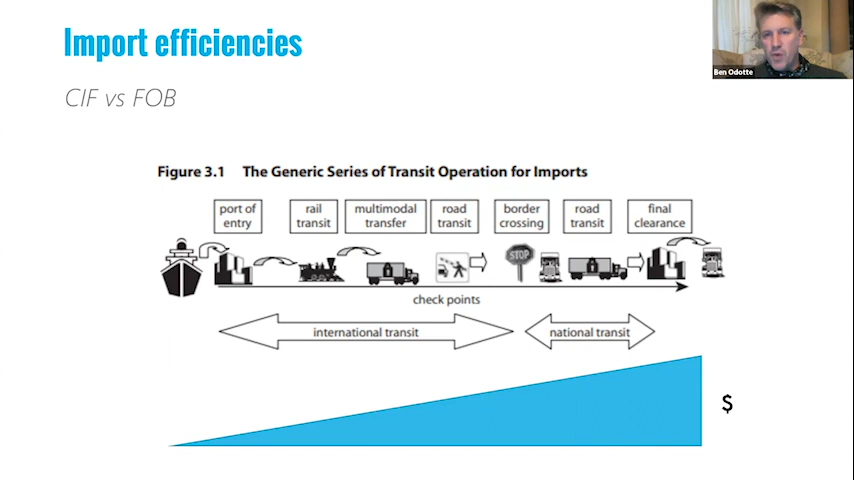 Import efficiencies
CIF vs FOB
Ben Odotte
Figure 3.1 The Generic Series of Transit Operation for Imports
port of
entry
rail
transit
multimodal
transfer
road
transit
border
crossing
road
transit
final
clearance
STOP
check points
international transit
national transit
$